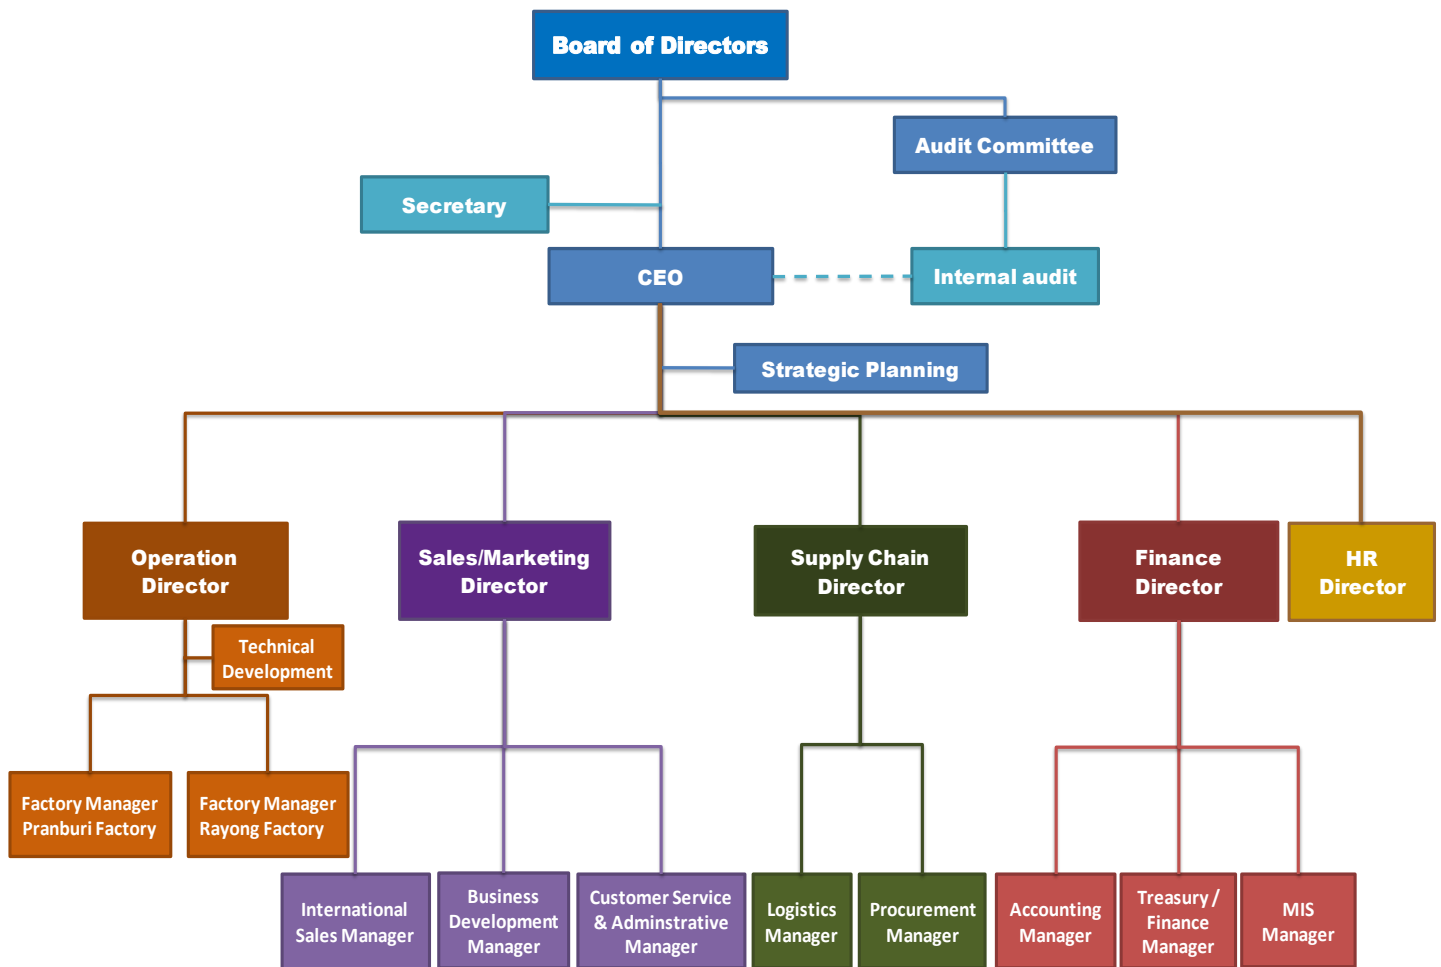 Board of Directors
Audit Committee
Secretary
CEO
Internal audit
Strategic Planning
Operation
Director
Sales/Marketing
Director
Supply Chain
Director
Finance
Director
HR
Director
Technical
Development
Factory Manager
Pranburi Factory
Factory Manager
Rayong Factory
International
Sales Manager
Business
Development
Manager
Customer Service
& Adminstrative
Manager
Logistics
Manager
Procurement
Manager
Accounting
Manager
Treasury /
Finance
Manager
MIS
Manager